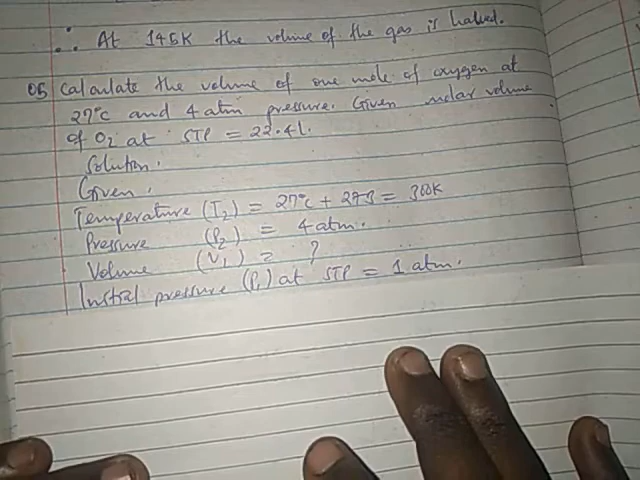 ∴ At 145K the volume of the gas is halved.
05 Calculate the volume of one mole of oxygen at
27°c and 4 atm pressure. Given molar volume
of O₂ at STP = 22.4l.
Solution.
Given.
Temperature (T₂) = 27°c + 273 = 300K
Pressure (P₂) = 4 atm.
Volume (V₁) = ?
Instial pressure (P₁) at STP = 1 atm.